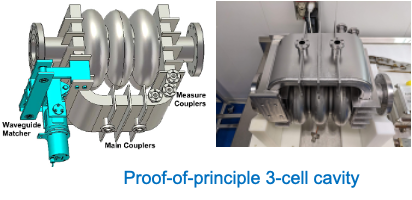 Measure
Couplers
Waveguide
Matcher
Main Couplers
Proof-of-principle 3-cell cavity